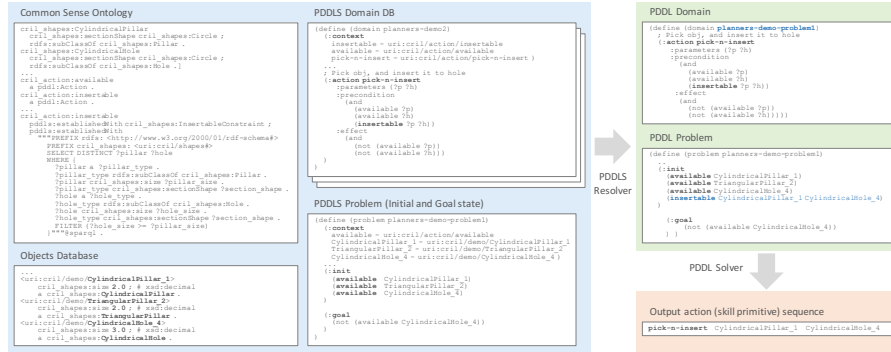 Common Sense Ontology
cril_shapes:CylindricalPillar
cril_shapes:sectionShape cril_shapes:Circle ;
rdfs:subClassOf cril_shapes:Pillar .
cril_shapes:CylindricalHole
cril_shapes:sectionShape cril_shapes:Circle ;
rdfs:subClassOf cril_shapes:Hole .]
...
cril_action:available
a pddl:Action .
cril_action:insertable
a pddl:Action .
...
cril_action:insertable
pddls:establishedWith cril_shapes:InsertableConstraint ;
pddls:establishedWith
"""PREFIX rdfs: <http://www.w3.org/2000/01/rdf-schema#>
PREFIX cril_shapes: <uri:cril/shapes#>
SELECT DISTINCT ?pillar ?hole
WHERE {
?pillar a ?pillar_type .
?pillar_type rdfs:subClassOf cril_shapes:Pillar .
?pillar cril_shapes:size ?pillar_size .
?pillar_type cril_shapes:sectionShape ?section_shape .
?hole a ?hole_type .
?hole_type rdfs:subClassOf cril_shapes:Hole .
?hole cril_shapes:size ?hole_size .
?hole_type cril_shapes:sectionShape ?section_shape .
FILTER (?hole_size >= ?pillar_size)
}"""@sparql .
Objects Database
...
<uri:cril/demo/CylindricalPillar_1>
cril_shapes:size 2.0 ; # xsd:decimal
a cril_shapes:CylindricalPillar .
<uri:cril/demo/TriangularPillar_2>
cril_shapes:size 2.0 ; # xsd:decimal
a cril_shapes:TriangularPillar .
<uri:cril/demo/CylindricalHole_4>
cril_shapes:size 3.0 ; # xsd:decimal
a cril_shapes:CylindricalHole .
PDDLS Domain DB
(define (domain planners-demo2)
(:context
insertable - uri:cril/action/insertable
available - uri:cril/action/available
pick-n-insert - uri:cril/action/pick-n-insert )
...
; Pick obj, and insert it to hole
(:action pick-n-insert
:parameters (?p ?h)
:precondition
(and
(available ?p)
(available ?h)
(insertable ?p ?h))
:effect
(and
(not (available ?p))
(not (available ?h)))
)
)
PDDLS Problem (Initial and Goal state)
(define (problem planners-demo-problem1)
(:context
available - uri:cril/action/available
CylindricalPillar_1 - uri:cril/demo/CylindricalPillar_1
TriangularPillar_2 - uri:cril/demo/TriangularPillar_2
CylindricalHole_4 - uri:cril/demo/CylindricalHole_4 )
...
(:init
(available CylindricalPillar_1)
(available TriangularPillar_2)
(available CylindricalHole_4)
)
(:goal
(not (available CylindricalHole_4))
)
)
PDDLS
Resolver
PDDL Domain
(define (domain planners-demo-problem1)
; Pick obj, and insert it to hole
(:action pick-n-insert
:parameters (?p ?h)
:precondition
(and
(available ?p)
(available ?h)
(insertable ?p ?h))
:effect
(and
(not (available ?p))
(not (available ?h)))))
PDDL Problem
(define (problem planners-demo-problem1)
..
(:init
(available CylindricalPillar_1)
(available TriangularPillar_2)
(available CylindricalHole_4)
(insertable CylindricalPillar_1 CylindricalHole_4)
)
(:goal
(not (available CylindricalHole_4))
) )
PDDL Solver
Output action (skill primitive) sequence
pick-n-insert CylindricalPillar_1 CylindricalHole_4